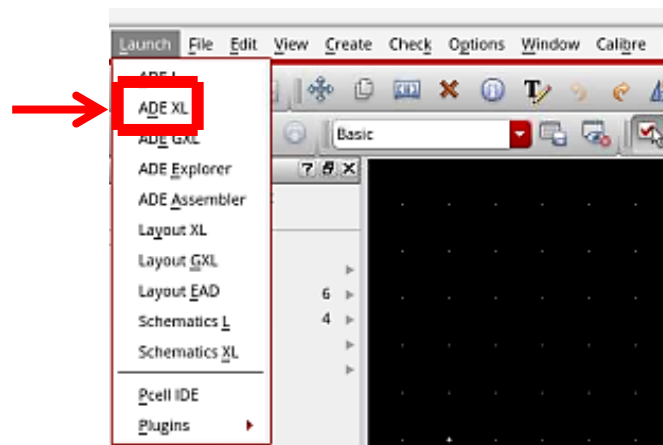 Launch File Edit View Create Check Options Window Calibre
ADE L
ADE XL
ADE GXL
Basic
ADE Explorer
ADE Assembler
Layout XL
Layout GXL
Layout EAD
6
Schematics L
4
Schematics XL
Pcell IDE
Plugins